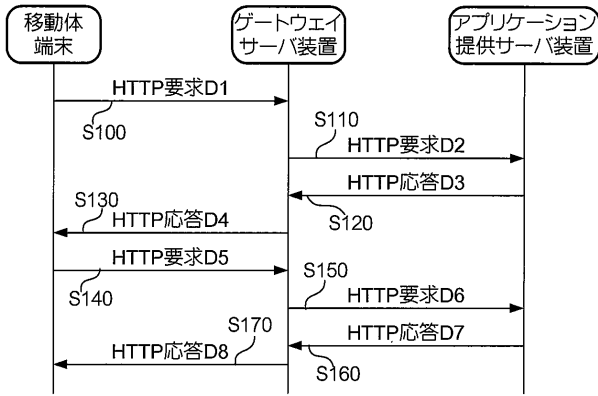 移動体
端末
ゲートウェイ
サーバ装置
アプリケーション
提供サーバ装置
HTTP要求D1
S100
S110
HTTP要求D2
HTTP応答D3
S120
S130
HTTP応答D4
HTTP要求D5
S140
S150
HTTP要求D6
HTTP応答D7
S160
S170
HTTP応答D8